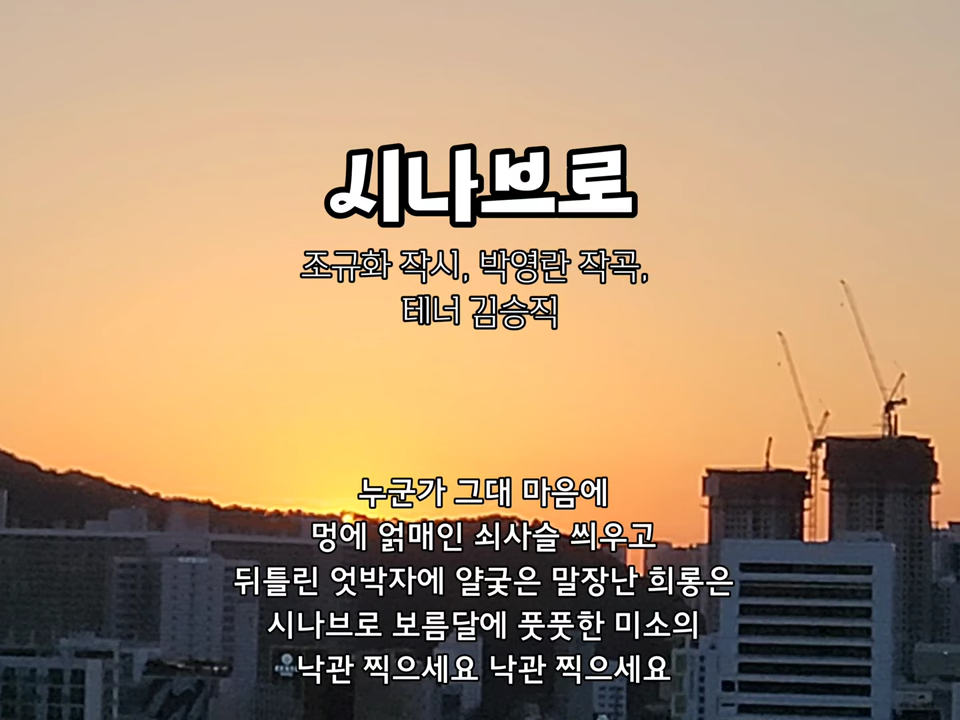 시나브로
조규화 작시, 박영란 작곡,
테너 김승직
누군가 그대 마음에
멍에 얽매인 쇠사슬 씌우고
뒤틀린 엇박자에 얄궂은 말장난 희롱은
시나브로 보름달에 풋풋한 미소의
낙관 찍으세요 낙관 찍으세요